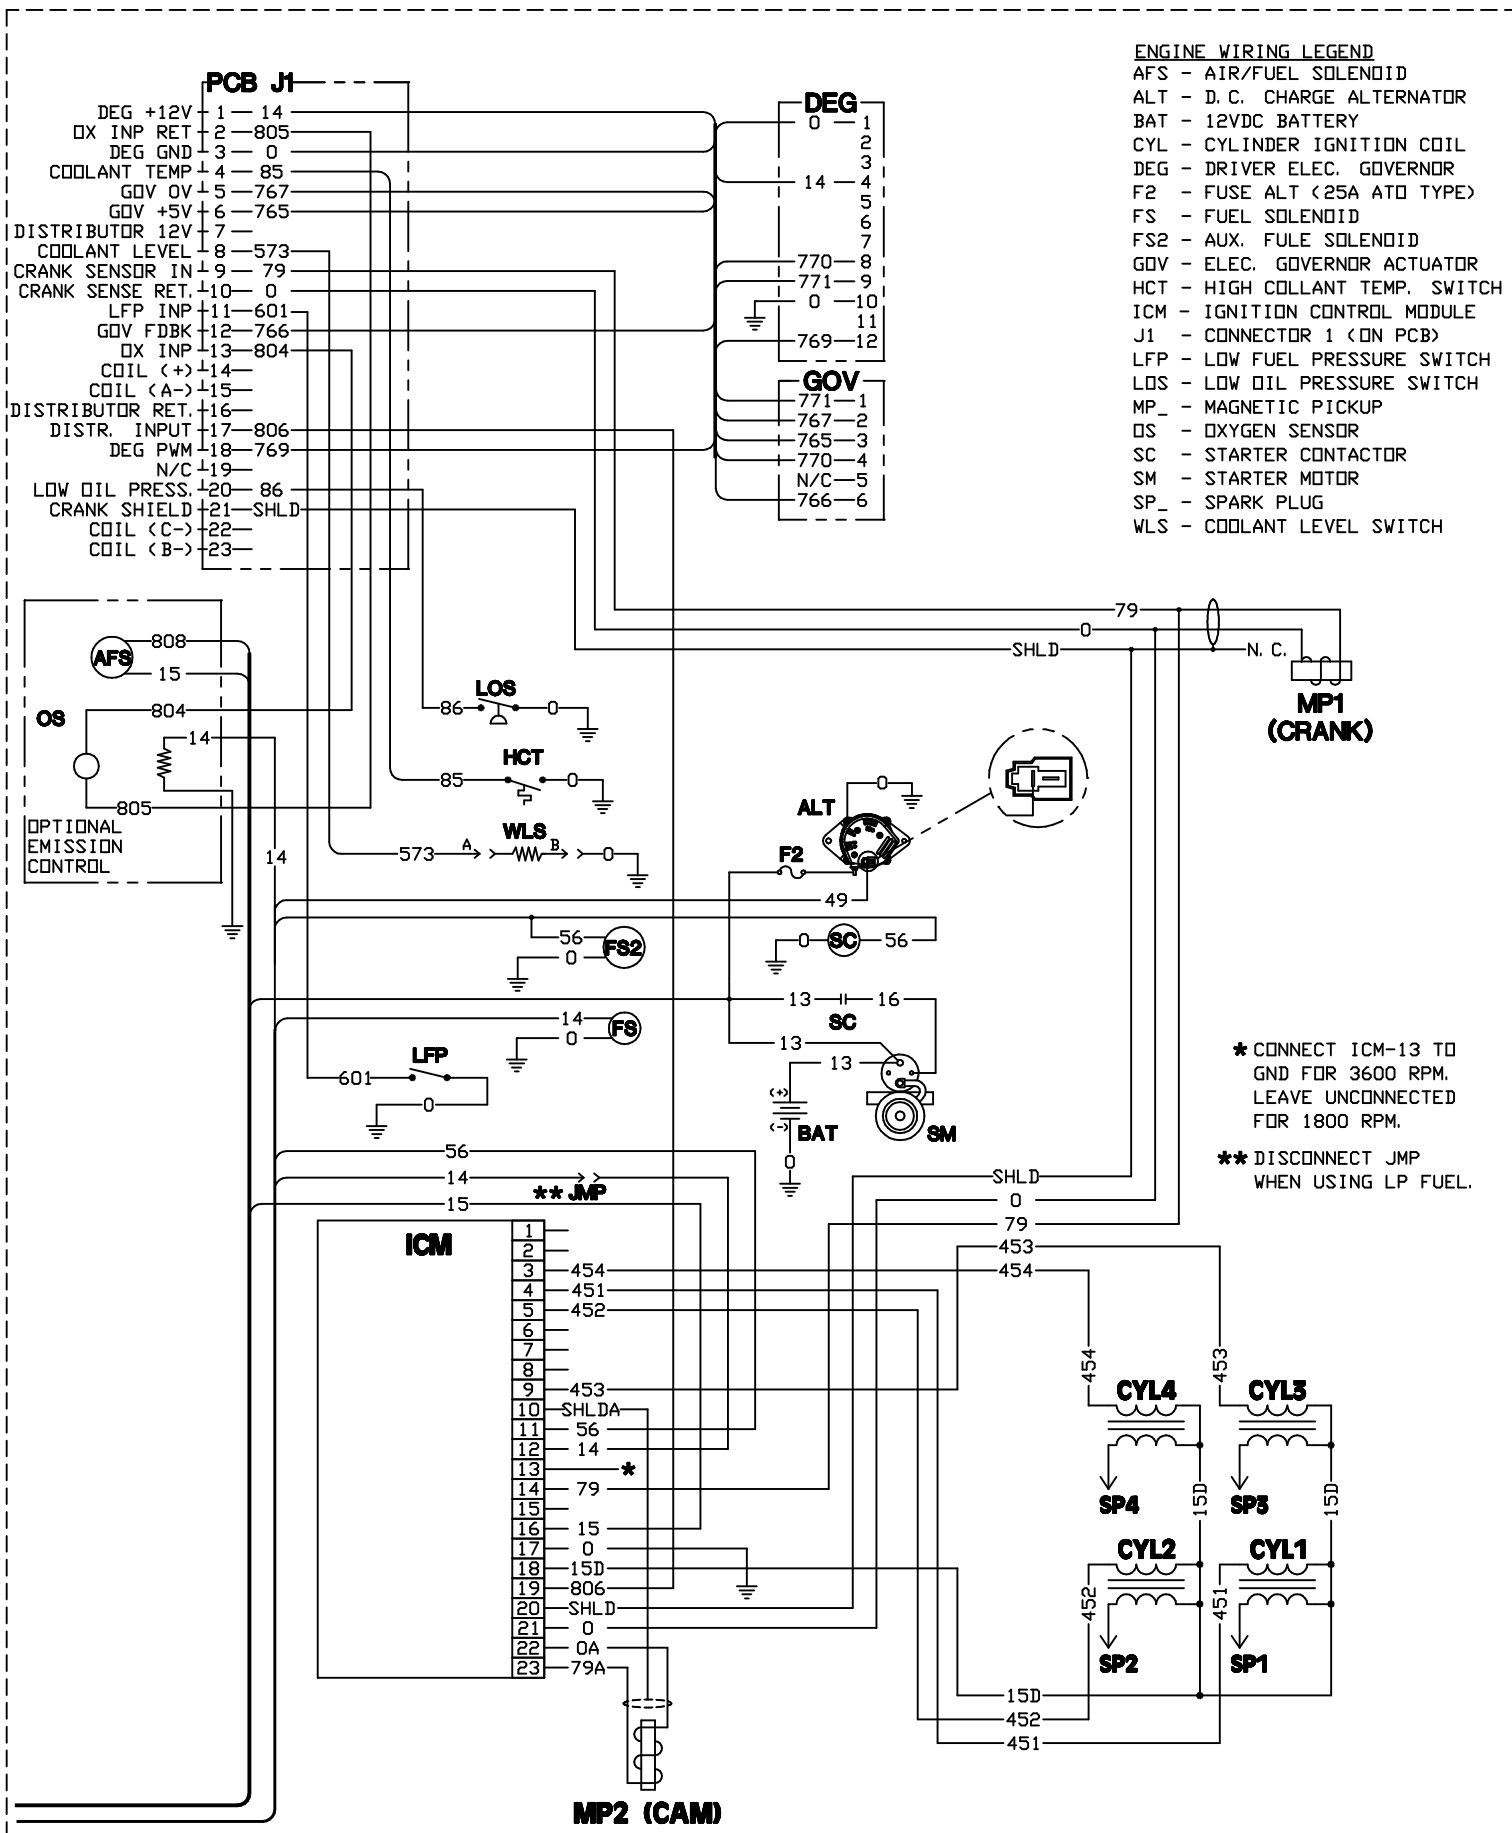 PCB J1
DEG +12V 1 14
OX INP RET 2 805
DEG GND 3 0
COOLANT TEMP 4 85
GOV 0V 5 767
GOV +5V 6 765
DISTRIBUTOR 12V 7
COOLANT LEVEL 8 573
CRANK SENSOR IN 9 79
CRANK SENSE RET. 10 0
LFP INP 11 601
GOV FDBK 12 766
OX INP 13 804
COIL (+) 14
COIL (A-) 15
DISTRIBUTOR RET. 16
DISTR. INPUT 17 806
DEG PWM 18 769
N/C 19
LOW OIL PRESS. 20 86
CRANK SHIELD 21 SHLD
COIL (C-) 22
COIL (B-) 23
DEG
0 1
2
3
14 4
5
6
7
770 8
771 9
0 10
11
769 12
GOV
771 1
767 2
765 3
770 4
N/C 5
766 6
ENGINE WIRING LEGEND
AFS - AIR/FUEL SOLENOID
ALT - D.C. CHARGE ALTERNATOR
BAT - 12VDC BATTERY
CYL - CYLINDER IGNITION COIL
DEG - DRIVER ELEC. GOVERNOR
F2 - FUSE ALT (25A ATO TYPE)
FS - FUEL SOLENOID
FS2 - AUX. FULE SOLENOID
GOV - ELEC. GOVERNOR ACTUATOR
HCT - HIGH COLLANT TEMP. SWITCH
ICM - IGNITION CONTROL MODULE
J1 - CONNECTOR 1 (ON PCB)
LFP - LOW FUEL PRESSURE SWITCH
LOS - LOW OIL PRESSURE SWITCH
MP_ - MAGNETIC PICKUP
OS - OXYGEN SENSOR
SC - STARTER CONTACTOR
SM - STARTER MOTOR
SP_ - SPARK PLUG
WLS - COOLANT LEVEL SWITCH
79
0
SHLD N.C.
MP1
(CRANK)
AFS 808
15
OS 804
14
805
OPTIONAL
EMISSION
CONTROL
14
LOS
86 0
HCT
85 0
WLS
573 A B 0
ALT 0
F2
49
56 FS2
0
0 SC 56
13 16
SC
14 FS
0
13
13
LFP
601
0
(+)
(-)
BAT
0
SM
* CONNECT ICM-13 TO
GND FOR 3600 RPM.
LEAVE UNCONNECTED
FOR 1800 RPM.
** DISCONNECT JMP
WHEN USING LP FUEL.
56
14
** JMP
15
SHLD
0
79
453
454
ICM
1
2
3 454
4 451
5 452
6
7
8
9 453
10 SHLDA
11 56
12 14
13 *
14 79
15
16 15
17 0
18 15D
19 806
20 SHLD
21 0
22 0A
23 79A
454 453
CYL4 CYL3
SP4 15D SP3 15D
CYL2 CYL1
452 451
SP2 SP1
15D
452
451
MP2 (CAM)